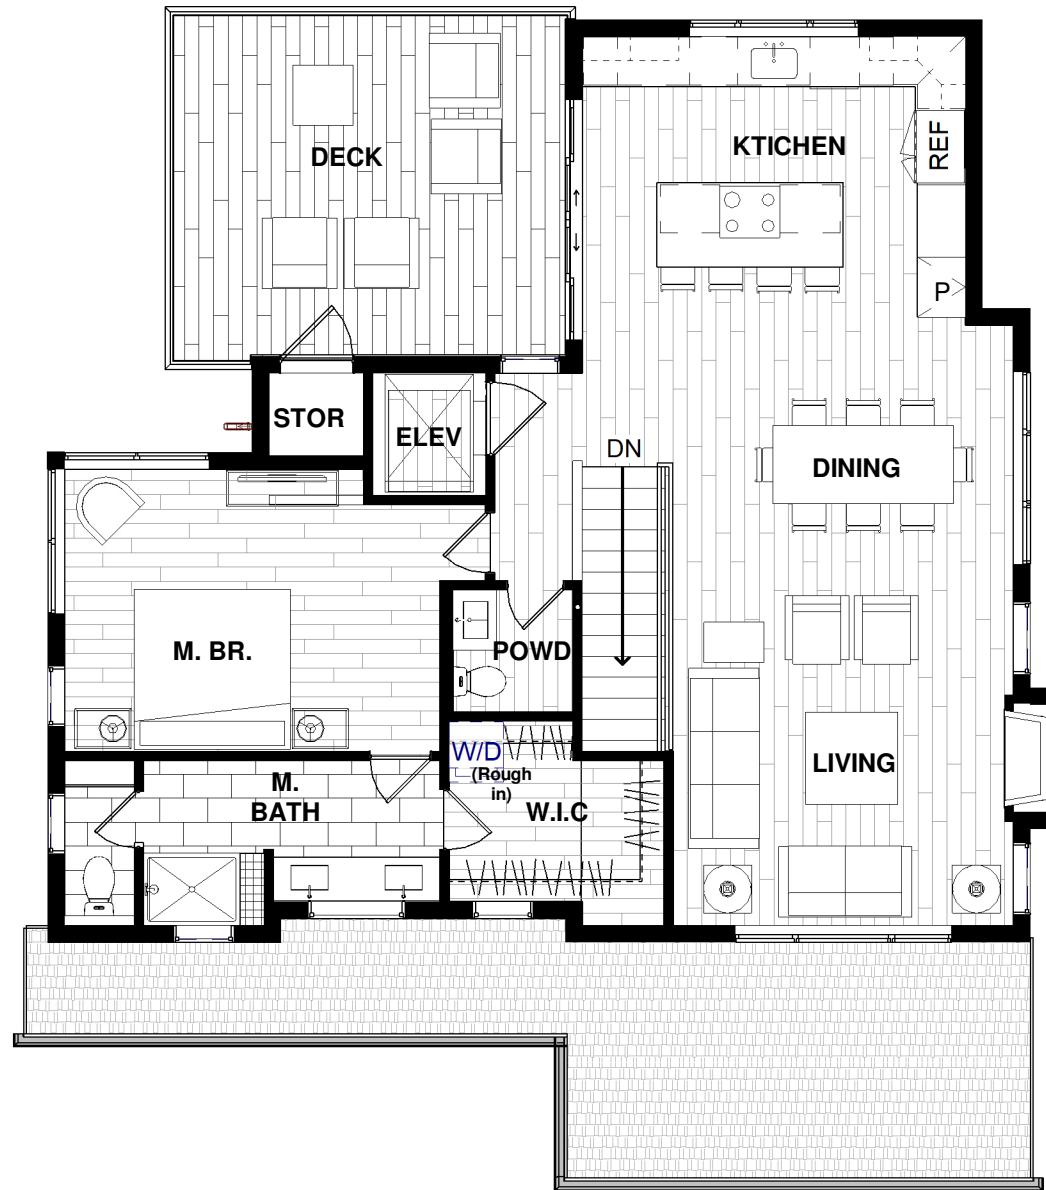 KTICHEN
REF
DECK
P
STOR
ELEV
DN
DINING
M. BR.
POWD
W/D
(Rough
in)
LIVING
M.
BATH
W.I.C